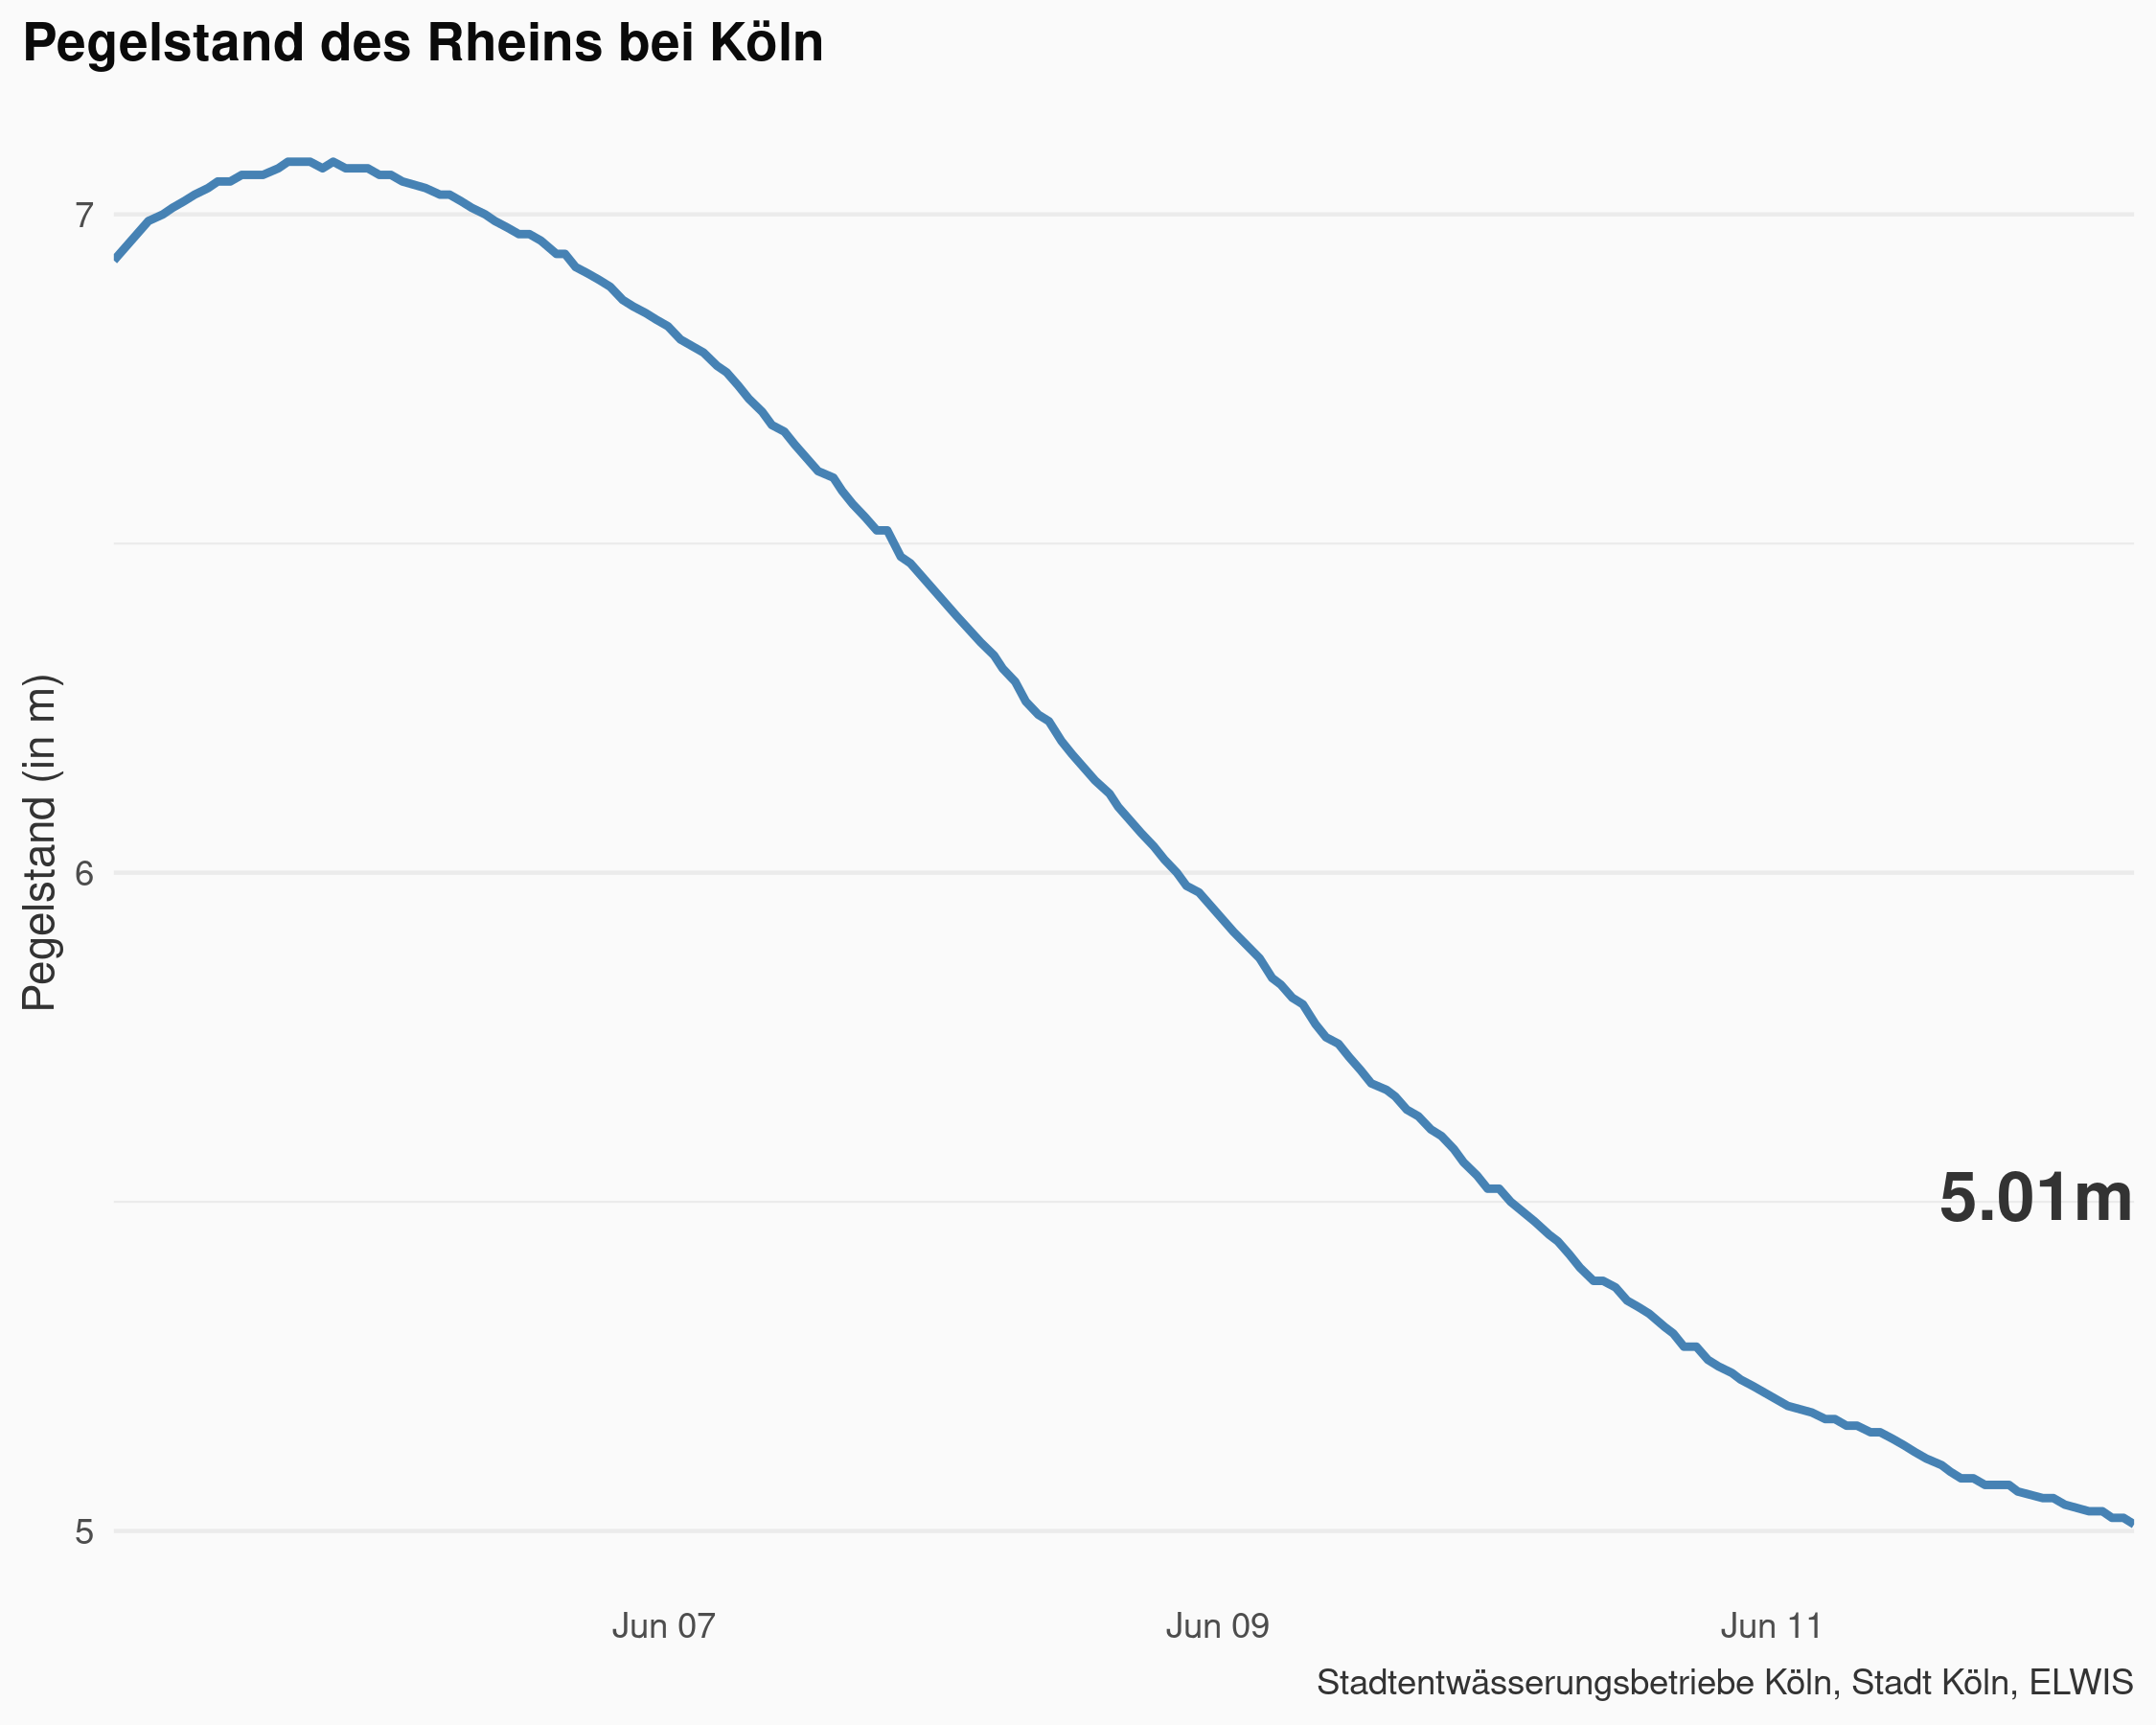 Pegelstand des Rheins bei Köln
Pegelstand (in m)
7
6
5
5.01m
Jun 07
Jun 09
Jun 11
Stadtentwässerungsbetriebe Köln, Stadt Köln, ELWIS